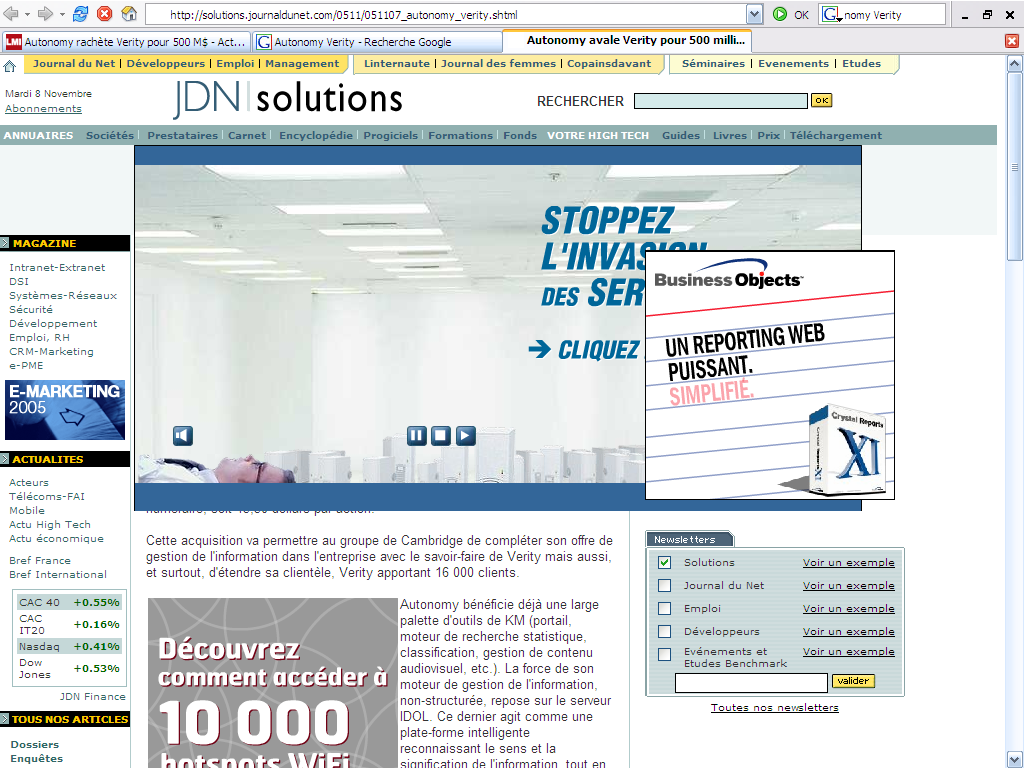 http://solutions.journaldunet.com/0511/051107_autonomy_verity.shtml
OK
nomy Verity
LMI Autonomy rachète Verity pour 500 M$ - Act...
Autonomy Verity - Recherche Google
Autonomy avale Verity pour 500 milli...
Journal du Net | Développeurs | Emploi | Management
Linternaute | Journal des femmes | Copainsdavant
Séminaires | Evenements | Etudes
Mardi 8 Novembre
Abonnements
JDN solutions
RECHERCHER
OK
ANNUAIRES Sociétés | Prestataires | Carnet | Encyclopédie | Progiciels | Formations | Fonds VOTRE HIGH TECH Guides | Livres | Prix | Téléchargement
MAGAZINE
Intranet-Extranet
DSI
Systèmes-Réseaux
Sécurité
Développement
Emploi, RH
CRM-Marketing
e-PME
E-MARKETING
2005
ACTUALITES
Acteurs
Télécoms-FAI
Mobile
Actu High Tech
Actu économique
Bref France
Bref International
CAC 40 +0.55%
CAC IT20 +0.16%
Nasdaq +0.41%
Dow Jones +0.53%
JDN Finance
TOUS NOS ARTICLES
Dossiers
Enquêtes
STOPPEZ
L'INVASION
DES SER
CLIQUEZ
Business Objects
UN REPORTING WEB
PUISSANT.
SIMPLIFIÉ.
Crystal Reports
XI
dollars par action.
Cette acquisition va permettre au groupe de Cambridge de compléter son offre de
gestion de l'information dans l'entreprise avec le savoir-faire de Verity mais aussi,
et surtout, d'étendre sa clientèle, Verity apportant 16 000 clients.
Découvrez
comment accéder à
10 000
hotspots WiFi
Autonomy bénéficie déjà une large
palette d'outils de KM (portail,
moteur de recherche statistique,
classification, gestion de contenu
audiovisuel, etc.). La force de son
moteur de gestion de l'information,
non-structurée, repose sur le serveur
IDOL. Ce dernier agit comme une
plate-forme intelligente
reconnaissant le sens et la
signification de l'information, tout en
Newsletters
Solutions Voir un exemple
Journal du Net Voir un exemple
Emploi Voir un exemple
Développeurs Voir un exemple
Evénements et Voir un exemple
Etudes Benchmark
valider
Toutes nos newsletters